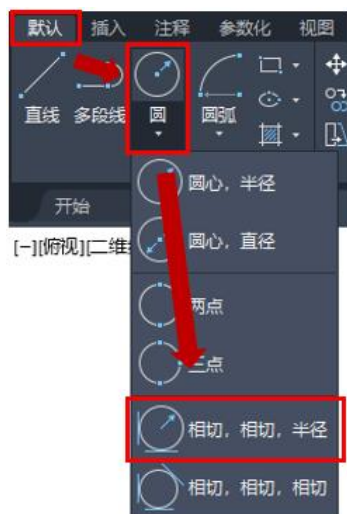 默认 插入 注释 参数化 视图
直线 多段线 圆 圆弧
开始
[-][俯视][二维
圆心, 半径
圆心, 直径
两点
三点
相切, 相切, 半径
相切, 相切, 相切